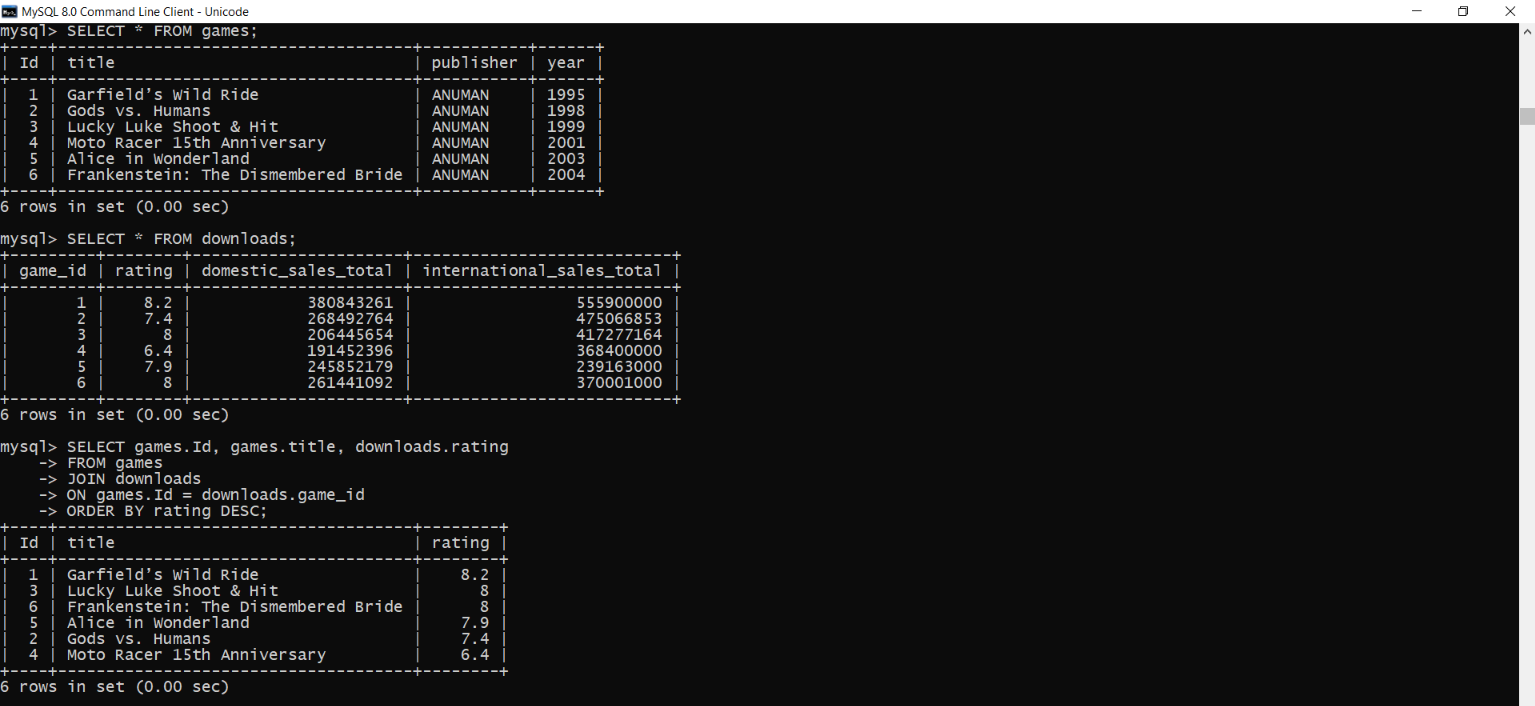 MySQL 8.0 Command Line Client - Unicode
mysql> SELECT * FROM games;
+----+-------------------------------------+-----------+------+
| Id | title                               | publisher | year |
+----+-------------------------------------+-----------+------+
|  1 | Garfield’s Wild Ride                | ANUMAN    | 1995 |
|  2 | Gods vs. Humans                     | ANUMAN    | 1998 |
|  3 | Lucky Luke Shoot & Hit              | ANUMAN    | 1999 |
|  4 | Moto Racer 15th Anniversary         | ANUMAN    | 2001 |
|  5 | Alice in Wonderland                 | ANUMAN    | 2003 |
|  6 | Frankenstein: The Dismembered Bride | ANUMAN    | 2004 |
+----+-------------------------------------+-----------+------+
6 rows in set (0.00 sec)
mysql> SELECT * FROM downloads;
+---------+--------+----------------------+---------------------------+
| game_id | rating | domestic_sales_total | international_sales_total |
+---------+--------+----------------------+---------------------------+
|       1 |    8.2 |            380843261 |                 555900000 |
|       2 |    7.4 |            268492764 |                 475066853 |
|       3 |      8 |            206445654 |                 417277164 |
|       4 |    6.4 |            191452396 |                 368400000 |
|       5 |    7.9 |            245852179 |                 239163000 |
|       6 |      8 |            261441092 |                 370001000 |
+---------+--------+----------------------+---------------------------+
6 rows in set (0.00 sec)
mysql> SELECT games.Id, games.title, downloads.rating
    -> FROM games
    -> JOIN downloads
    -> ON games.Id = downloads.game_id
    -> ORDER BY rating DESC;
+----+-------------------------------------+--------+
| Id | title                               | rating |
+----+-------------------------------------+--------+
|  1 | Garfield’s Wild Ride                |    8.2 |
|  3 | Lucky Luke Shoot & Hit              |      8 |
|  6 | Frankenstein: The Dismembered Bride |      8 |
|  5 | Alice in Wonderland                 |    7.9 |
|  2 | Gods vs. Humans                     |    7.4 |
|  4 | Moto Racer 15th Anniversary         |    6.4 |
+----+-------------------------------------+--------+
6 rows in set (0.00 sec)